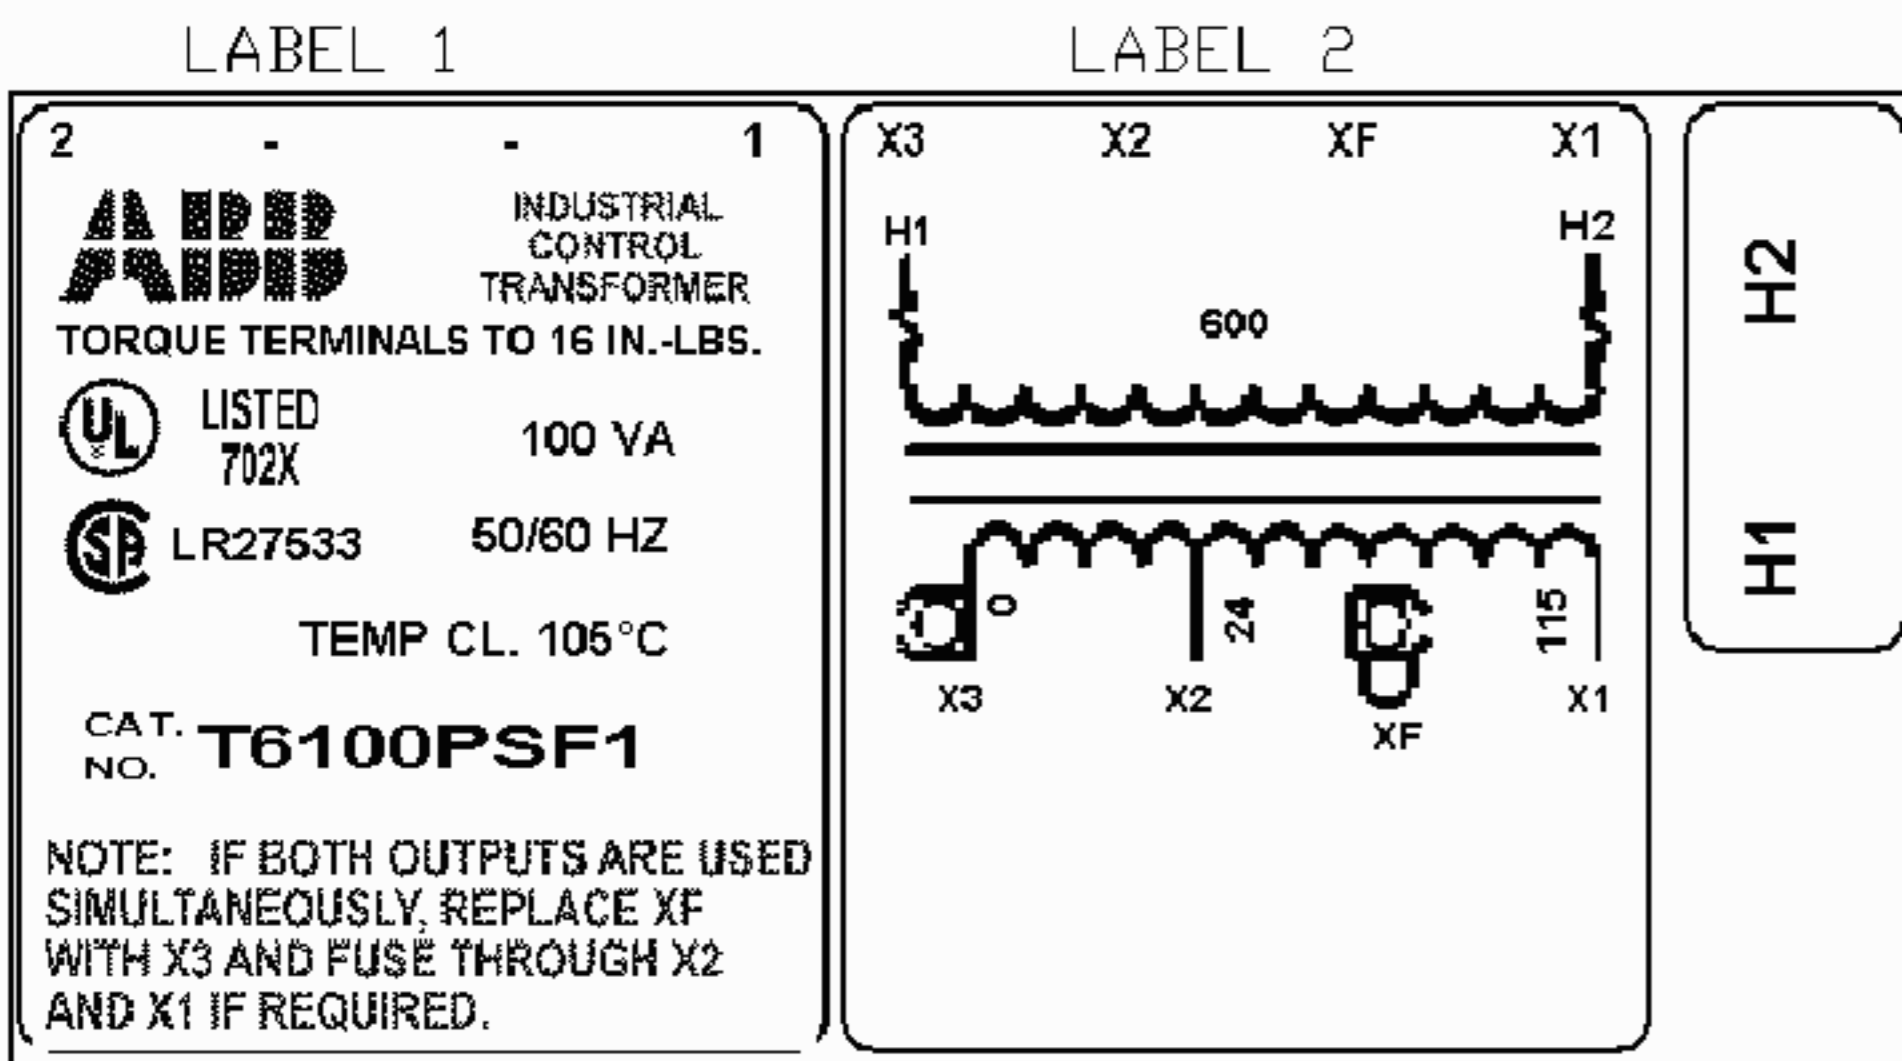 LABEL 1
2 - - 1
ABB
INDUSTRIAL
CONTROL
TRANSFORMER
TORQUE TERMINALS TO 16 IN.-LBS.
UL
LISTED
702X
100 VA
SA
LR27533
50/60 HZ
TEMP CL. 105°C
CAT.
NO.
T6100PSF1
NOTE: IF BOTH OUTPUTS ARE USED
SIMULTANEOUSLY, REPLACE XF
WITH X3 AND FUSE THROUGH X2
AND X1 IF REQUIRED.
LABEL 2
X3 X2 XF X1
H1 H2
600
0 24 115
X3 X2 XF X1
H2
H1